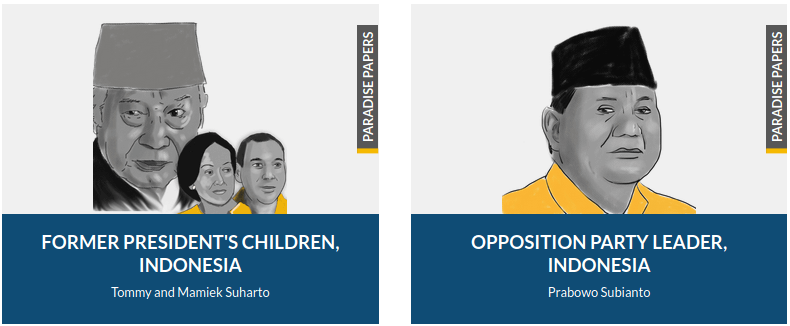 PARADISE PAPERS
FORMER PRESIDENT'S CHILDREN,
INDONESIA
Tommy and Mamiek Suharto
PARADISE PAPERS
OPPOSITION PARTY LEADER,
INDONESIA
Prabowo Subianto